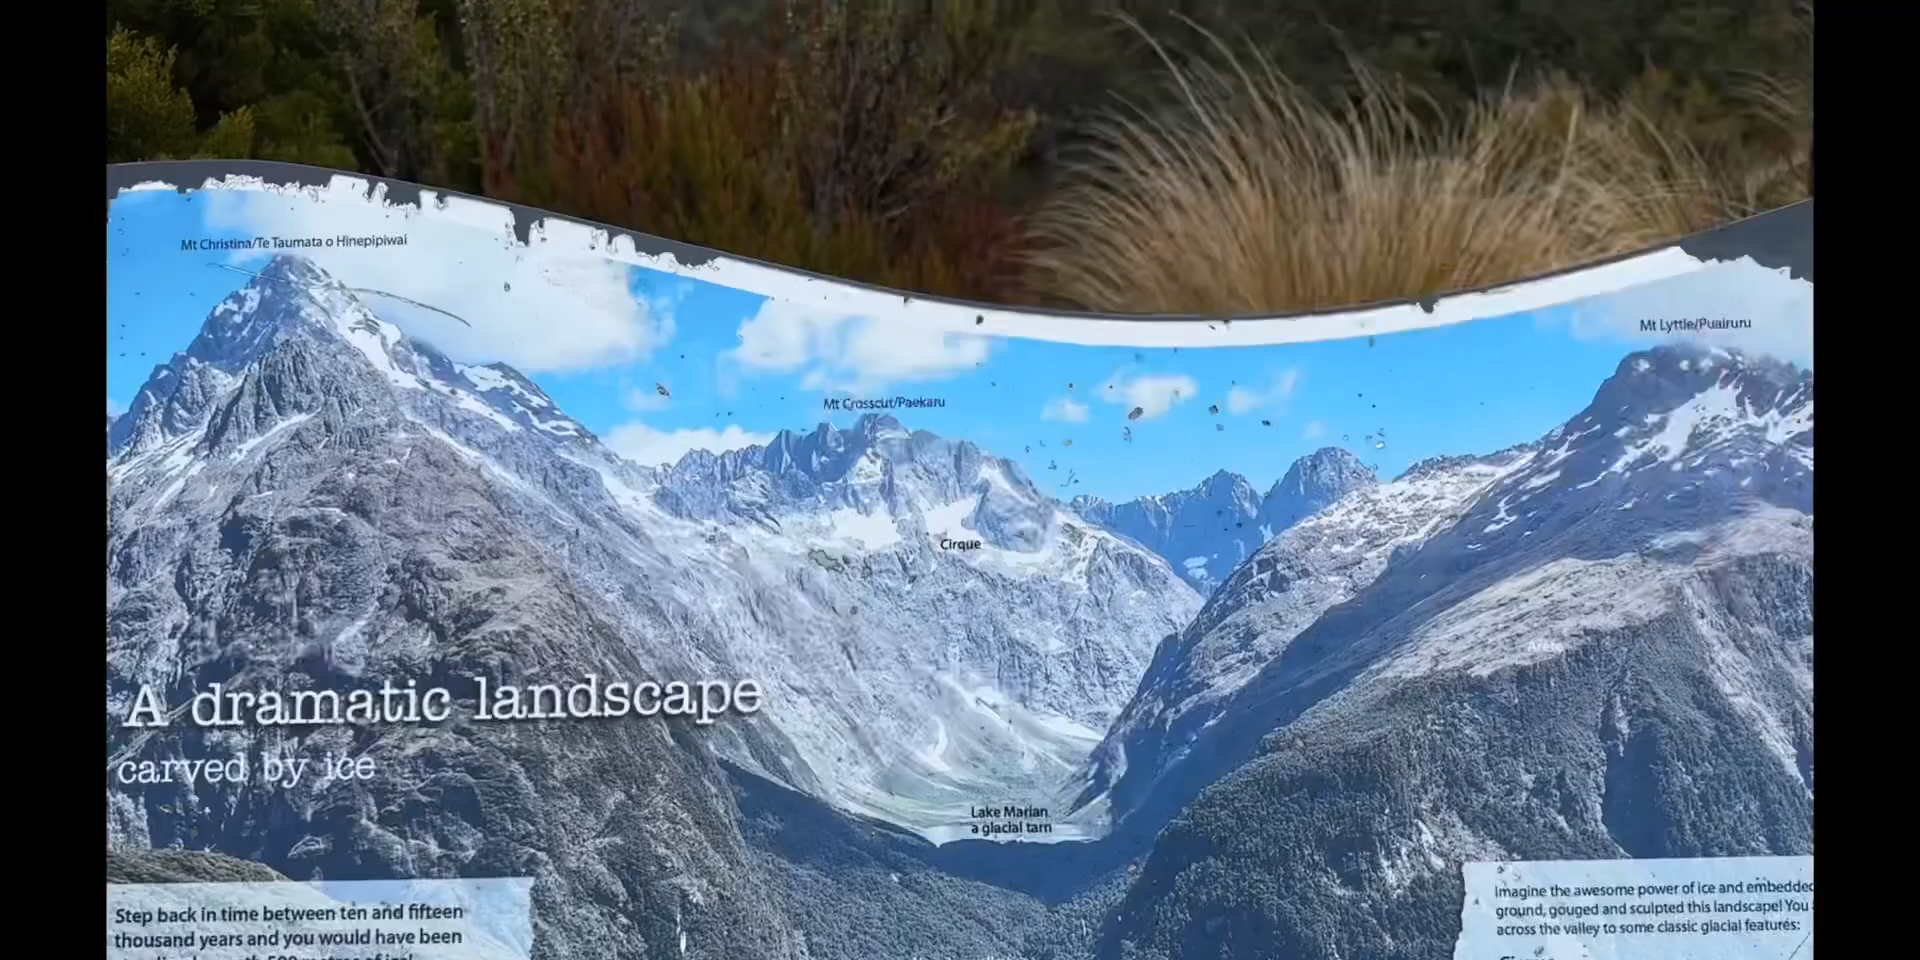 Mt Christina/Te Taumata o Hinepipiwai
Mt Lyttle/Puairuru
Mt Crosscut/Paekaru
Cirque
Arete
A dramatic landscape
carved by ice
Lake Marian
a glacial tarn
Step back in time between ten and fifteen
thousand years and you would have been
Imagine the awesome power of ice and embedded
ground, gouged and sculpted this landscape! You
across the valley to some classic glacial features: